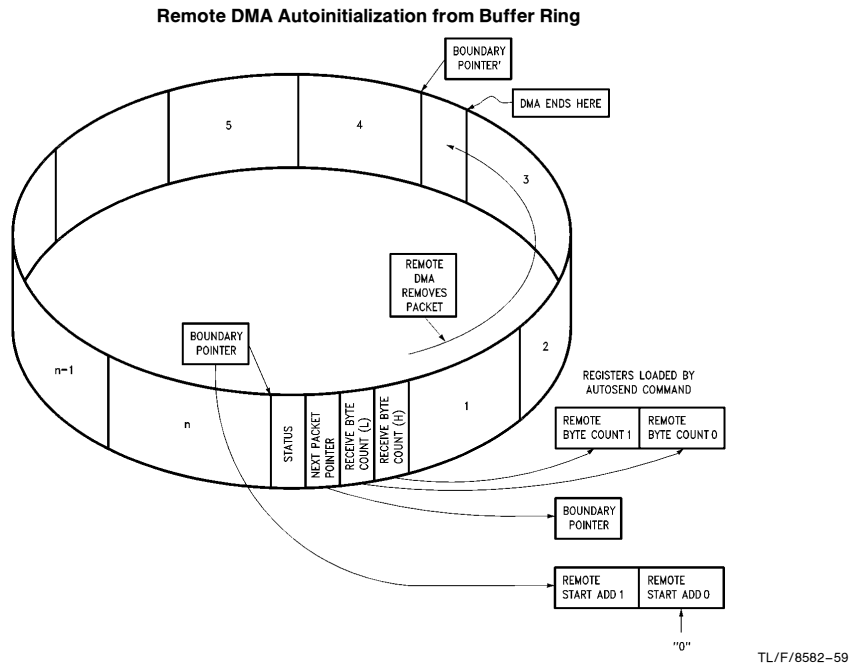 Remote DMA Autoinitialization from Buffer Ring
BOUNDARY
POINTER'
DMA ENDS HERE
5
4
3
REMOTE
DMA
REMOVES
PACKET
BOUNDARY
POINTER
2
n-1
n
1
STATUS
NEXT PACKET
POINTER
RECEIVE BYTE
COUNT (L)
RECEIVE BYTE
COUNT (H)
REGISTERS LOADED BY
AUTOSEND COMMAND
REMOTE
BYTE COUNT 1
REMOTE
BYTE COUNT 0
BOUNDARY
POINTER
REMOTE
START ADD 1
REMOTE
START ADD 0
"0"
TL/F/8582–59